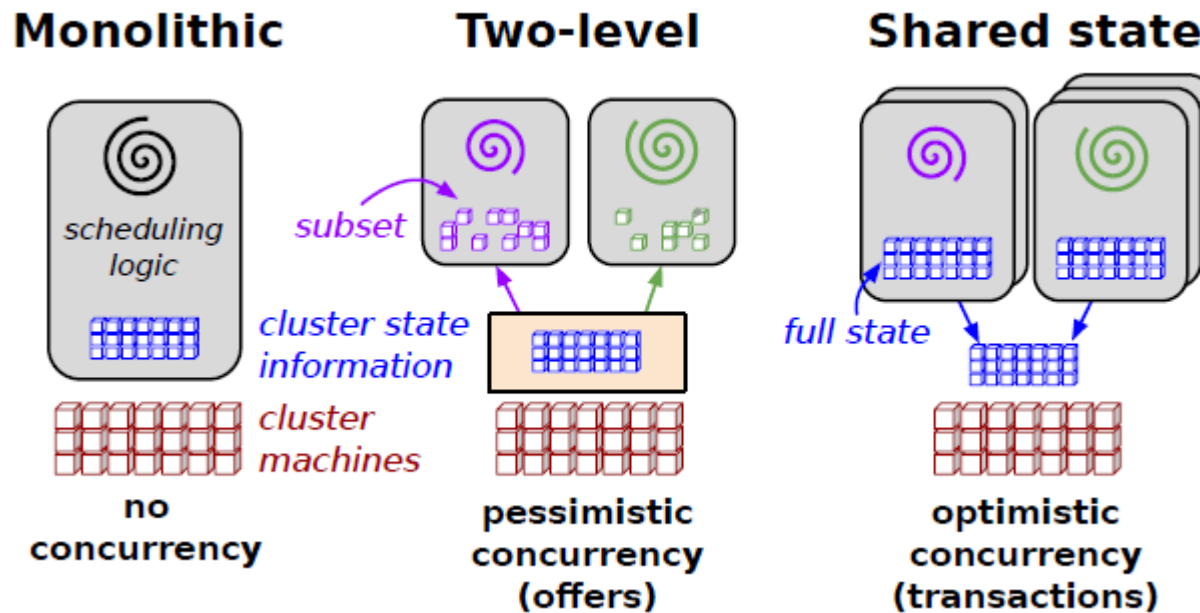 Monolithic
Two-level
Shared state
scheduling
logic
subset
cluster state
information
full state
cluster
machines
no
concurrency
pessimistic
concurrency
(offers)
optimistic
concurrency
(transactions)